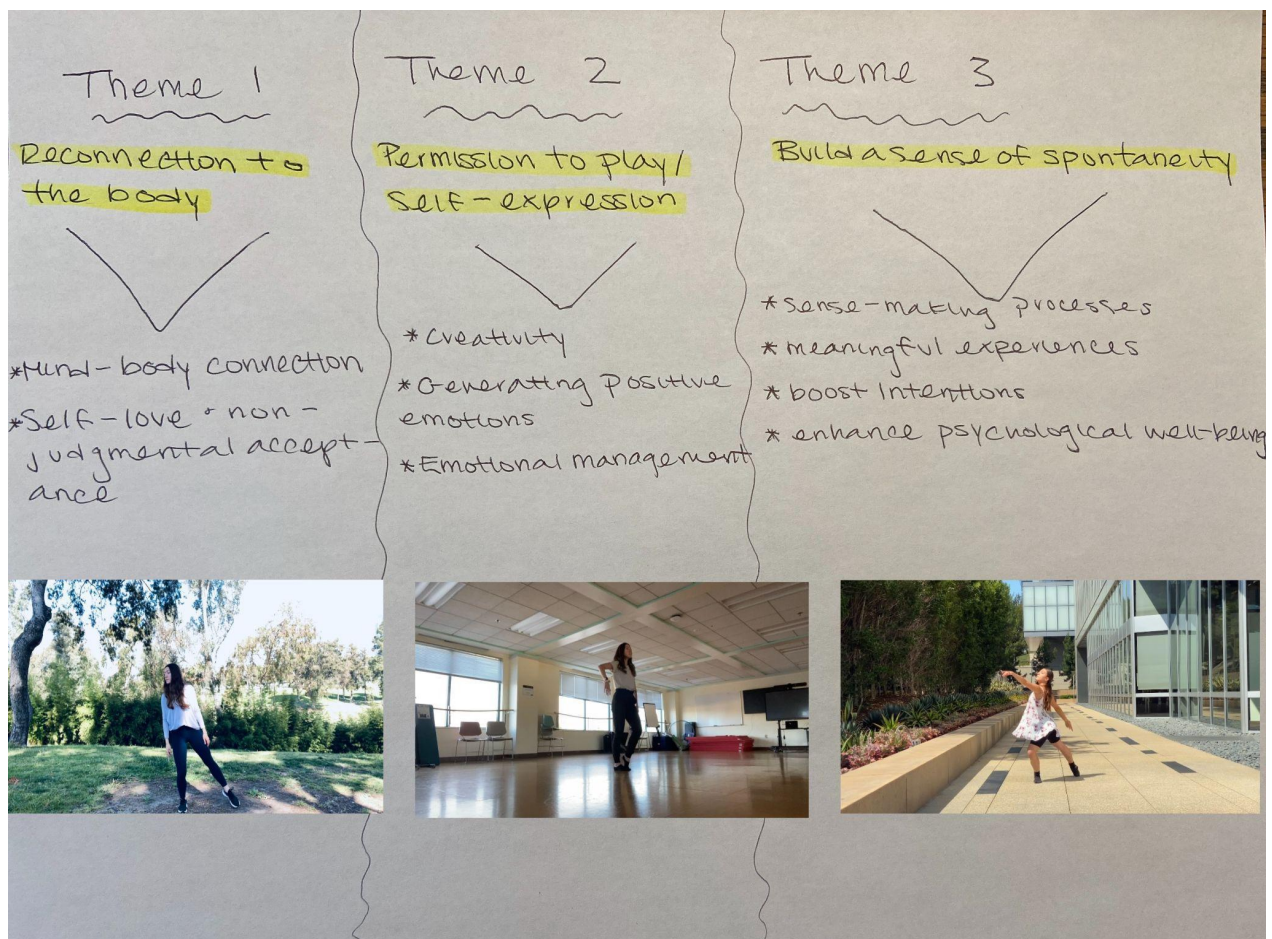 Theme 1
Reconnection to
the body
*Mind-body connection
*Self-love + non-
judgmental accept-
ance
Theme 2
Permission to play/
Self-expression
*Creativity
*Generating positive
emotions
*Emotional management
Theme 3
Build a sense of spontaneity
*Sense-making processes
*meaningful experiences
*boost intentions
*enhance psychological well-being